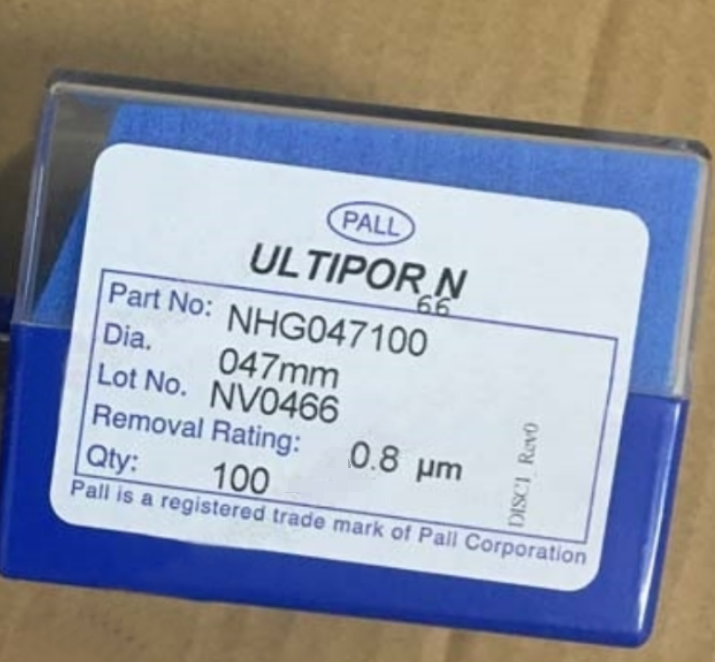 PALL
ULTIPOR N
66
Part No: NHG047100
Dia. 047mm
Lot No. NV0466
Removal Rating: 0.8 µm
Qty: 100
DISC1_Rev0
Pall is a registered trade mark of Pall Corporation